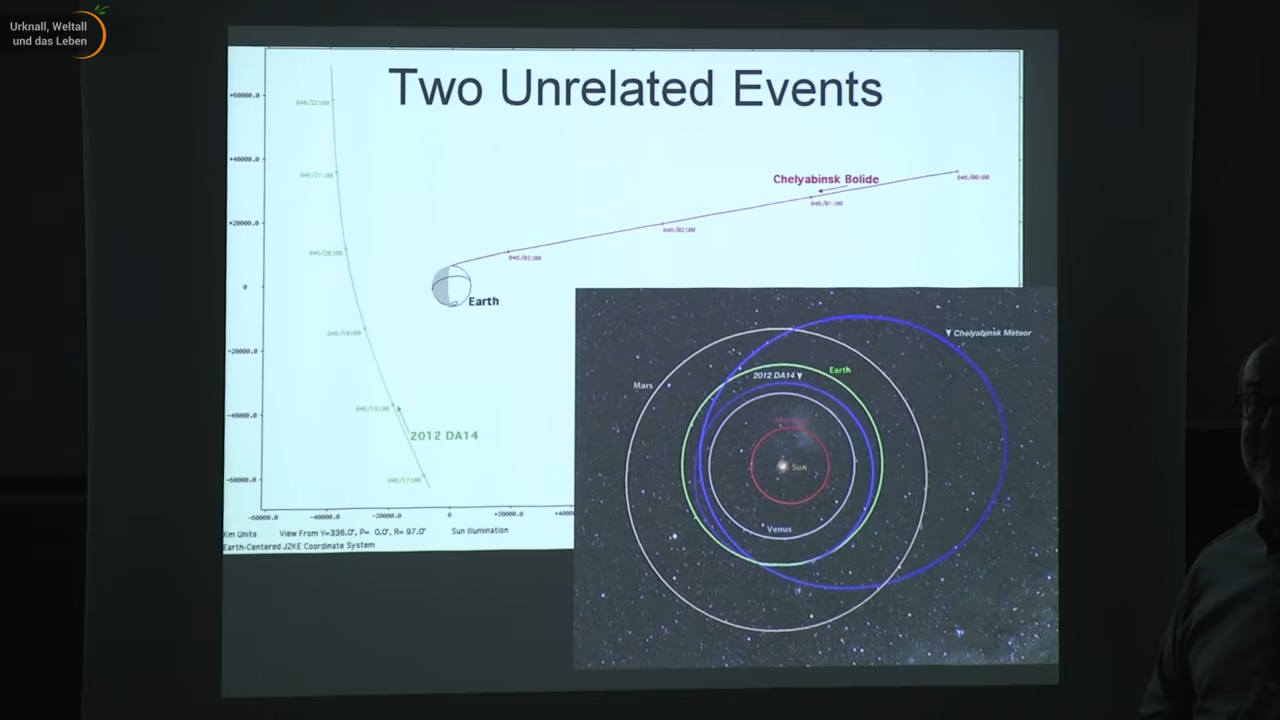 Urknall, Weltall
und das Leben
Two Unrelated Events
+60000.0
+40000.0
+20000.0
0
-20000.0
-40000.0
-60000.0
046/22:00
046/21:00
046/20:00
046/19:00
046/18:00
046/17:00
2012 DA14
Chelyabinsk Bolide
046/00:00
046/01:00
046/02:00
046/03:00
Earth
-60000.0
-40000.0
-20000.0
0
+20000.0
Km Units
View From Y=336.0°, P= 0.0°, R= 97.0°
Sun Illumination
Earth-Centered J2KE Coordinate System
Chelyabinsk Meteor
Earth
2012 DA14
Mars
Sun
Venus